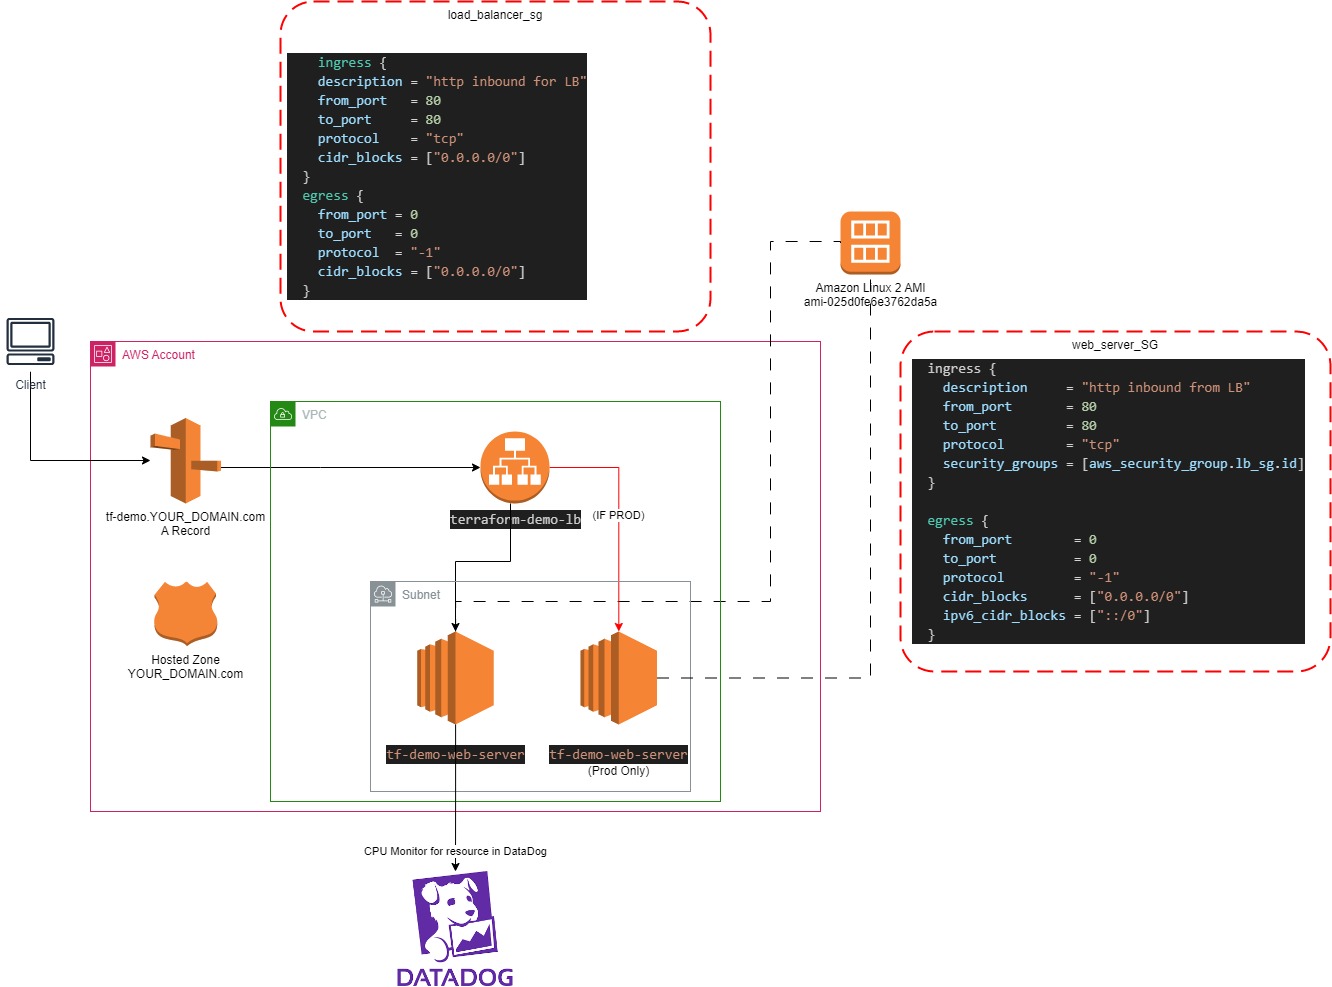 load_balancer_sg
ingress {
description = "http inbound for LB"
from_port   = 80
to_port     = 80
protocol    = "tcp"
cidr_blocks = ["0.0.0.0/0"]
}
egress {
from_port = 0
to_port   = 0
protocol  = "-1"
cidr_blocks = ["0.0.0.0/0"]
}
Amazon Linux 2 AMI
ami-025d0fe6e3762da5a
web_server_SG
ingress {
description     = "http inbound from LB"
from_port       = 80
to_port         = 80
protocol        = "tcp"
security_groups = [aws_security_group.lb_sg.id]
}
egress {
from_port        = 0
to_port          = 0
protocol         = "-1"
cidr_blocks      = ["0.0.0.0/0"]
ipv6_cidr_blocks = ["::/0"]
}
Client
AWS Account
VPC
tf-demo.YOUR_DOMAIN.com
A Record
terraform-demo-lb
(IF PROD)
Subnet
Hosted Zone
YOUR_DOMAIN.com
tf-demo-web-server
tf-demo-web-server
(Prod Only)
CPU Monitor for resource in DataDog
DATADOG